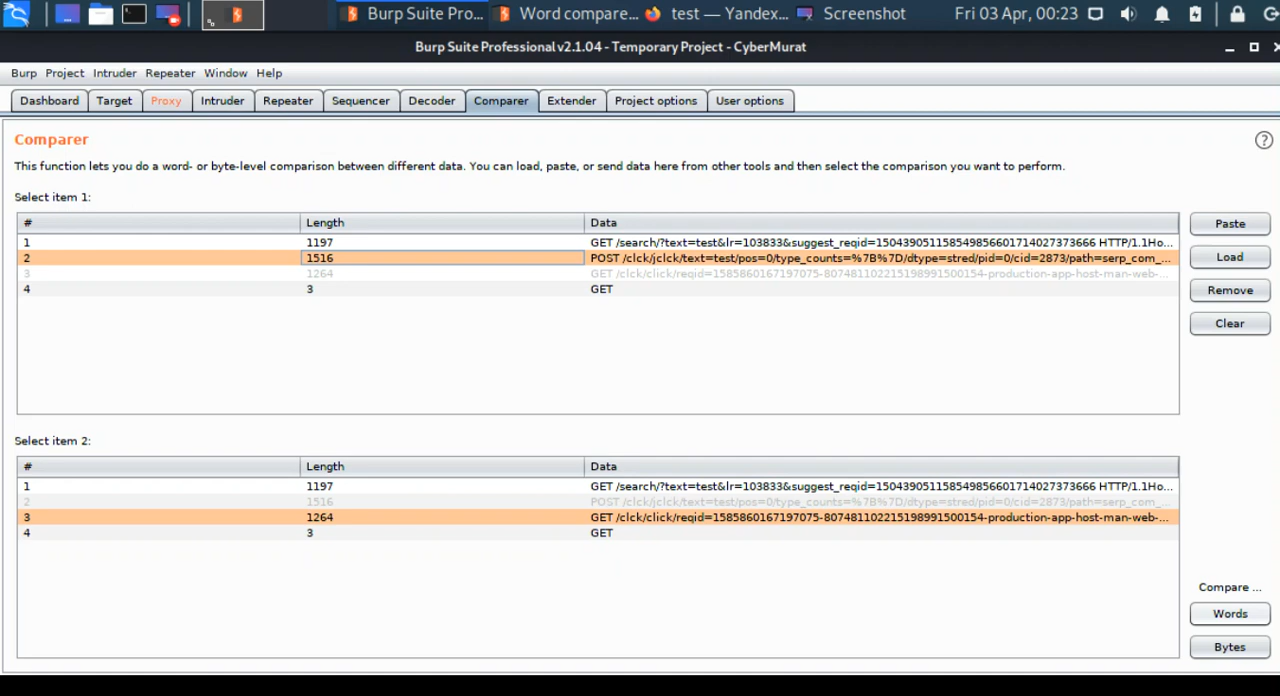 Burp Suite Pro... Word compare... test — Yandex... Screenshot Fri 03 Apr, 00:23
Burp Suite Professional v2.1.04 - Temporary Project - CyberMurat
Burp Project Intruder Repeater Window Help
Dashboard Target Proxy Intruder Repeater Sequencer Decoder Comparer Extender Project options User options
Comparer ?
This function lets you do a word- or byte-level comparison between different data. You can load, paste, or send data here from other tools and then select the comparison you want to perform.
Select item 1:
# Length Data Paste
1 1197 GET /search/?text=test&lr=103833&suggest_reqid=150439051158549856601714027373666 HTTP/1.1Ho...
2 1516 POST /clck/jclck/text=test/pos=0/type_counts=%7B%7D/dtype=stred/pid=0/cid=2873/path=serp_com_... Load
3 1264 GET /clck/click/reqid=1585860167197075-807481102215198991500154-production-app-host-man-web-...
4 3 GET Remove
Clear
Select item 2:
# Length Data
1 1197 GET /search/?text=test&lr=103833&suggest_reqid=150439051158549856601714027373666 HTTP/1.1Ho...
2 1516 POST /clck/jclck/text=test/pos=0/type_counts=%7B%7D/dtype=stred/pid=0/cid=2873/path=serp_com_...
3 1264 GET /clck/click/reqid=1585860167197075-807481102215198991500154-production-app-host-man-web-...
4 3 GET
Compare ...
Words
Bytes